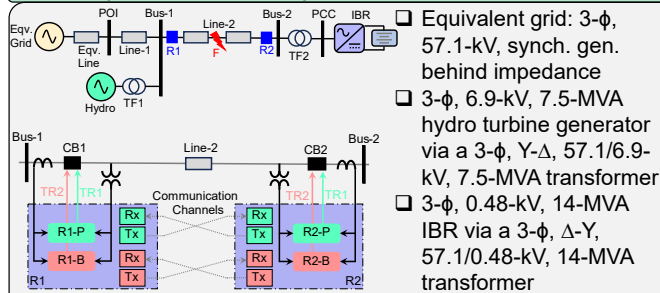 Eqv.
Grid
POI
Bus-1
Line-2
Bus-2
PCC
IBR
Eqv.
Line
Line-1
R1
F
R2
TF2
Hydro
TF1
Bus-1
CB1
Line-2
CB2
Bus-2
TR2
TR1
Communication
Channels
TR2
TR1
R1-P
Rx
Tx
Rx
Tx
R2-P
R1-B
Rx
Tx
Rx
Tx
R2-B
R1
R2
❑ Equivalent grid: 3-ϕ,
57.1-kV, synch. gen.
behind impedance
❑ 3-ϕ, 6.9-kV, 7.5-MVA
hydro turbine generator
via a 3-ϕ, Y-Δ, 57.1/6.9-
kV, 7.5-MVA transformer
❑ 3-ϕ, 0.48-kV, 14-MVA
IBR via a 3-ϕ, Δ-Y,
57.1/0.48-kV, 14-MVA
transformer